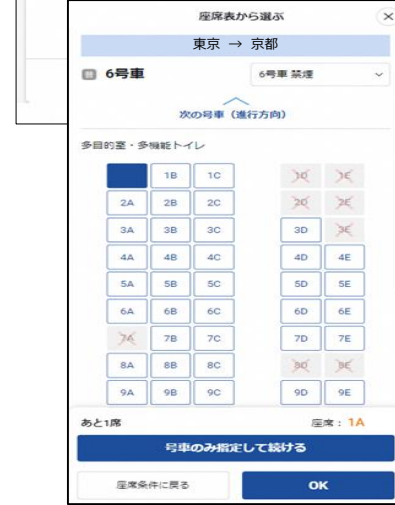 座席表から選ぶ
東京 → 京都
6号車
6号車 禁煙
次の号車（進行方向）
多目的室・多機能トイレ
1B 1C 1D 1E
2A 2B 2C 2D 2E
3A 3B 3C 3D 3E
4A 4B 4C 4D 4E
5A 5B 5C 5D 5E
6A 6B 6C 6D 6E
7A 7B 7C 7D 7E
8A 8B 8C 8D 8E
9A 9B 9C 9D 9E
あと1席 座席：1A
号車のみ指定して続ける
座席条件に戻る OK